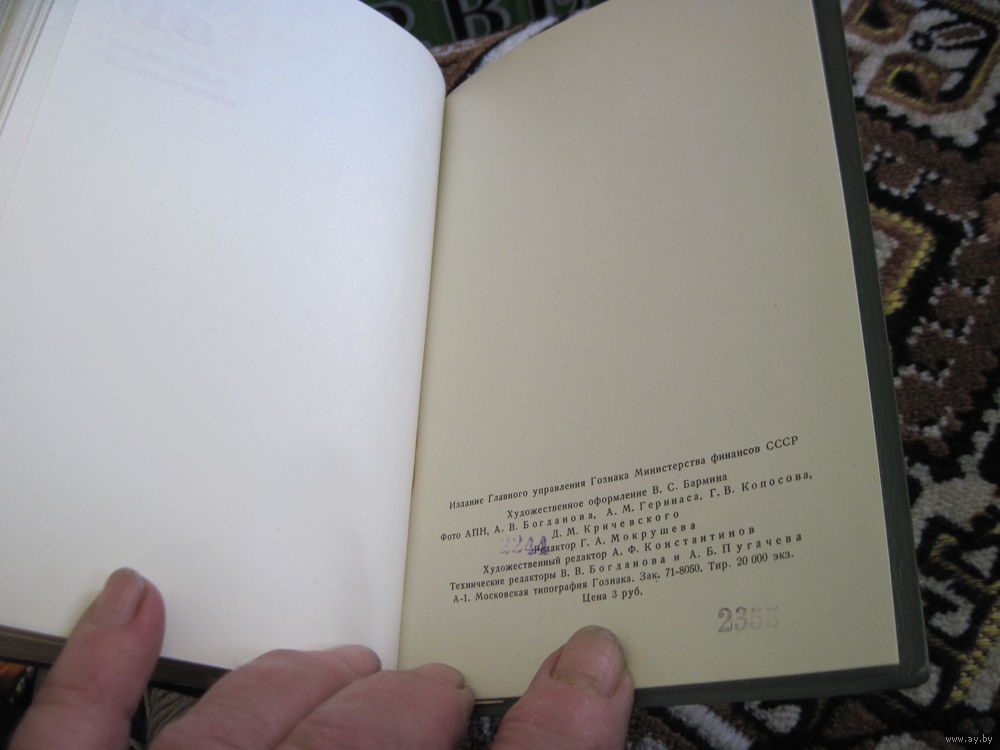 Издание Главного управления Гознака Министерства финансов СССР
Художественное оформление В. С. Бармина
Фото АПН, А. В. Богданова, А. М. Геринаса, Г. В. Копосова,
Д. М. Кричевского
Редактор Г. А. Мокрушева
Художественный редактор А. Ф. Константинов
Технические редакторы В. В. Богданова и А. Б. Пугачева
А-1. Московская типография Гознака. Зак. 71-8050. Тир. 20 000 экз.
Цена 3 руб.
2244
2355
www.ay.by